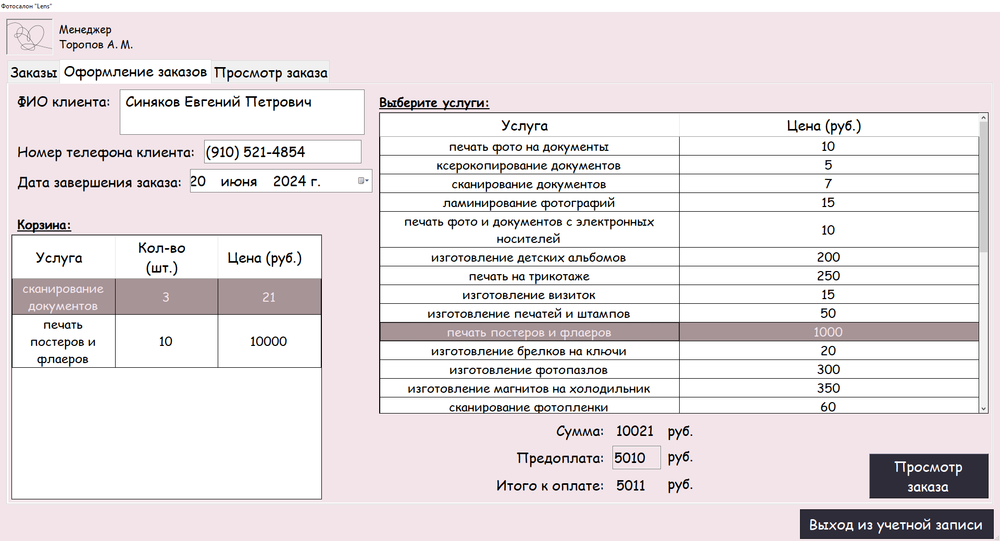 Фотосалон "Lens"
Менеджер
Торопов А. М.
Заказы Оформление заказов Просмотр заказа
ФИО клиента: Синяков Евгений Петрович
Номер телефона клиента: (910) 521-4854
Дата завершения заказа: 20 июня 2024 г.
Корзина:
Услуга Кол-во Цена (руб.)
(шт.)
сканирование 3 21
документов
печать
постеров и 10 10000
флаеров
Выберите услуги:
Услуга Цена (руб.)
печать фото на документы 10
ксерокопирование документов 5
сканирование документов 7
ламинирование фотографий 15
печать фото и документов с электронных 10
носителей
изготовление детских альбомов 200
печать на трикотаже 250
изготовление визиток 15
изготовление печатей и штампов 50
печать постеров и флаеров 1000
изготовление брелков на ключи 20
изготовление фотопазлов 300
изготовление магнитов на холодильник 350
сканирование фотопленки 60
Сумма: 10021 руб.
Предоплата: 5010 руб.
Итого к оплате: 5011 руб.
Просмотр
заказа
Выход из учетной записи